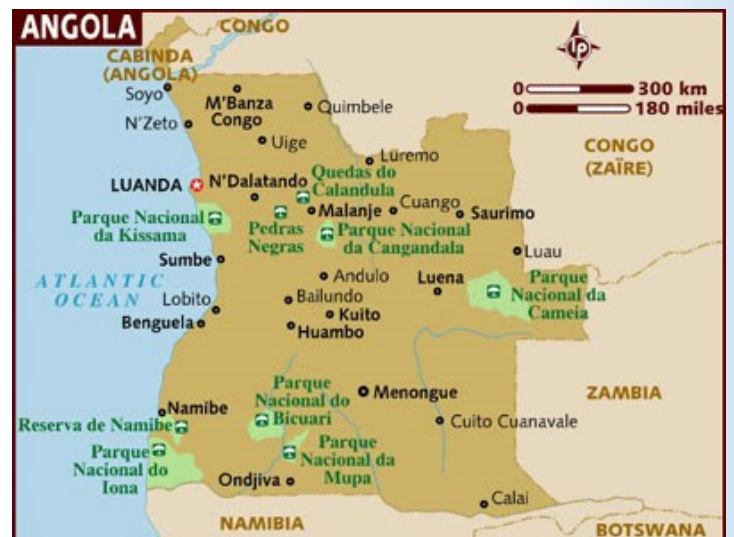 ANGOLA
CONGO
CABINDA
(ANGOLA)
lp
0 300 km
0 180 miles
Soyo
M'Banza
Congo
Quimbele
N'Zeto
Uige
CONGO
(ZAÏRE)
Luremo
LUANDA
N'Dalatando
Quedas do
Calandula
Parque Nacional
da Kissama
Pedras
Negras
Malanje
Cuango
Saurimo
Parque Nacional
da Cangandala
Sumbe
Luau
ATLANTIC
OCEAN
Andulo
Luena
Parque
Nacional da
Cameia
Lobito
Bailundo
Benguela
Kuito
Huambo
Parque
Nacional do
Bicuari
Menongue
ZAMBIA
Namibe
Reserva de Namibe
Cuito Cuanavale
Parque
Nacional do
Iona
Parque
Nacional da
Mupa
Ondjiva
Calai
NAMIBIA
BOTSWANA